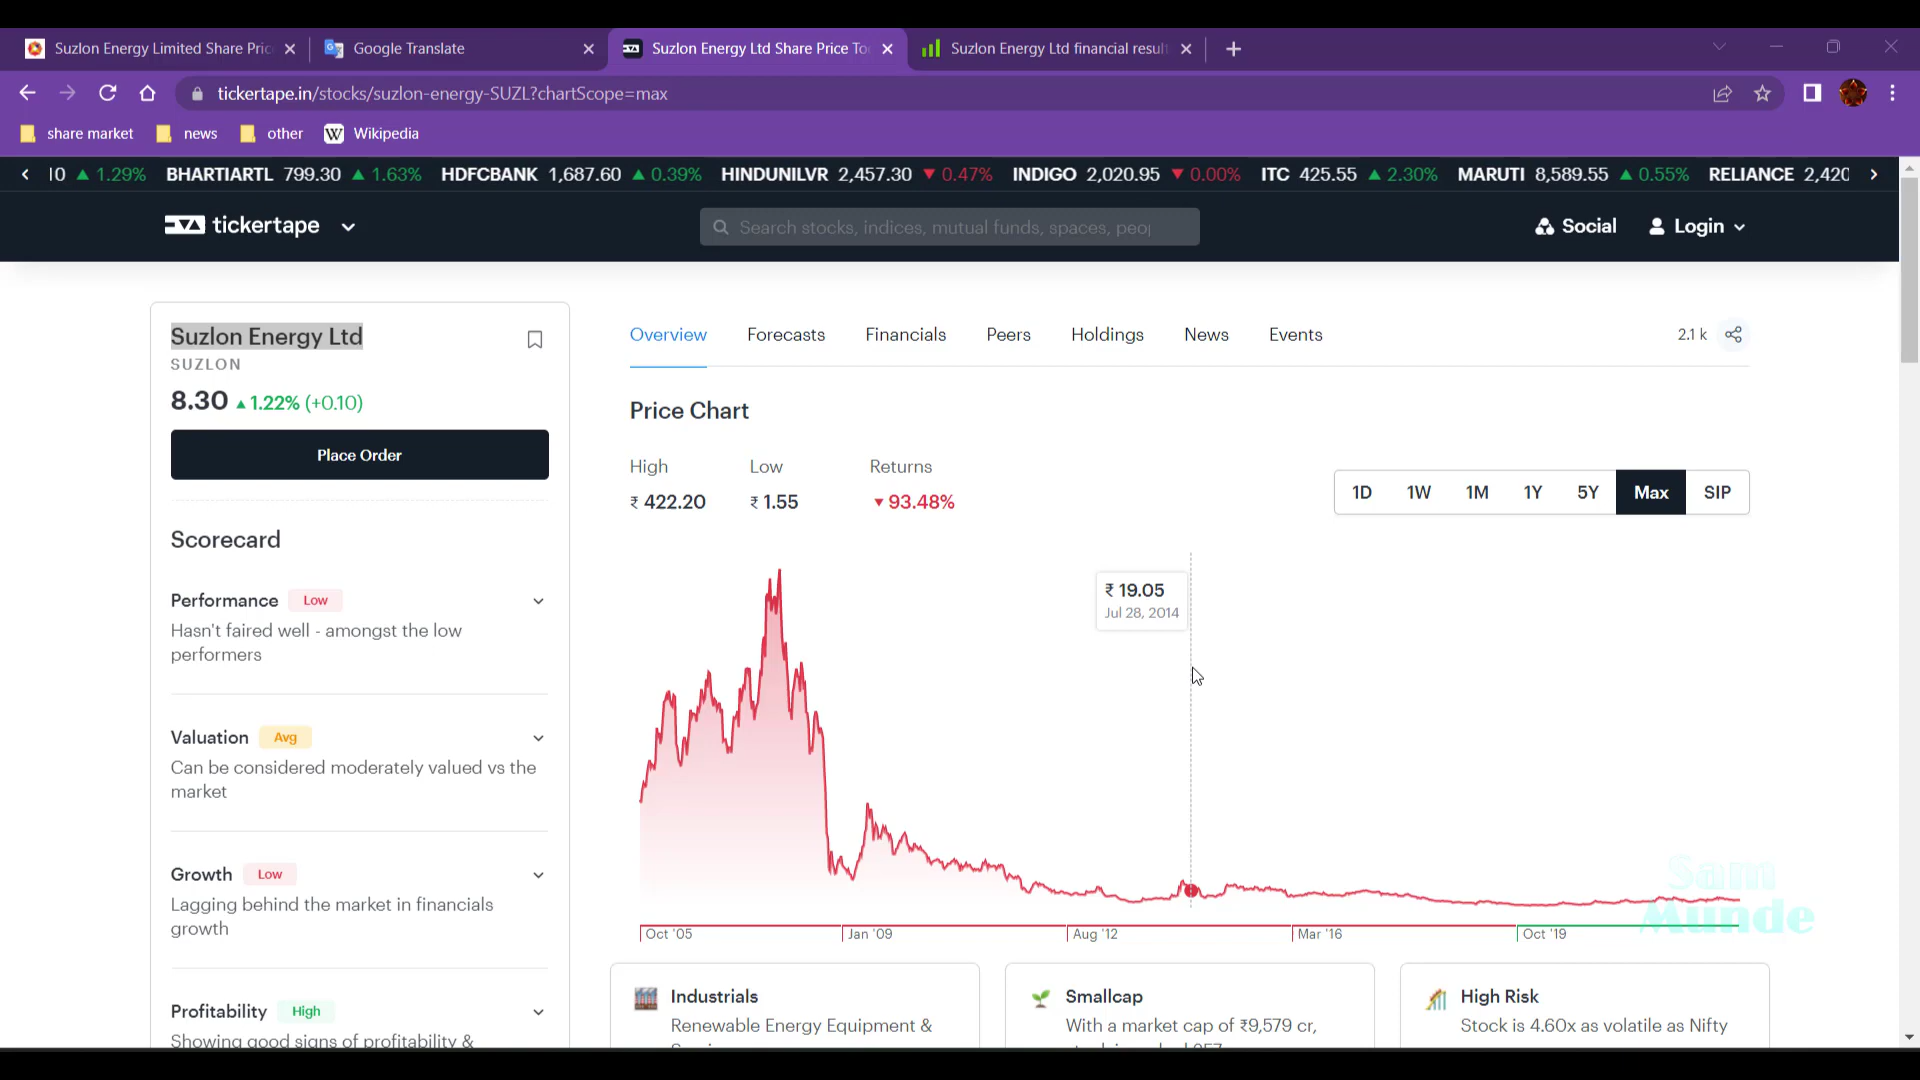 Suzlon Energy Limited Share Pric
Google Translate
Suzlon Energy Ltd Share Price To
Suzlon Energy Ltd financial result
tickertape.in/stocks/suzlon-energy-SUZL?chartScope=max
share market
news
other
W Wikipedia
10 ▲ 1.29% BHARTIARTL 799.30 ▲ 1.63% HDFCBANK 1,687.60 ▲ 0.39% HINDUNILVR 2,457.30 ▼ 0.47% INDIGO 2,020.95 ▼ 0.00% ITC 425.55 ▲ 2.30% MARUTI 8,589.55 ▲ 0.55% RELIANCE 2,420
tickertape
Search stocks, indices, mutual funds, spaces, peo
Social
Login
Suzlon Energy Ltd
SUZLON
8.30 ▲ 1.22% (+0.10)
Place Order
Scorecard
Performance Low
Hasn't faired well - amongst the low
performers
Valuation Avg
Can be considered moderately valued vs the
market
Growth Low
Lagging behind the market in financials
growth
Profitability High
Showing good signs of profitability &
Overview Forecasts Financials Peers Holdings News Events
2.1 k
Price Chart
High Low Returns
₹ 422.20 ₹ 1.55 ▼ 93.48%
1D 1W 1M 1Y 5Y Max SIP
₹ 19.05
Jul 28, 2014
Oct '05 Jan '09 Aug '12 Mar '16 Oct '19
Sam
Munde
Industrials
Renewable Energy Equipment &
Smallcap
With a market cap of ₹9,579 cr,
High Risk
Stock is 4.60x as volatile as Nifty